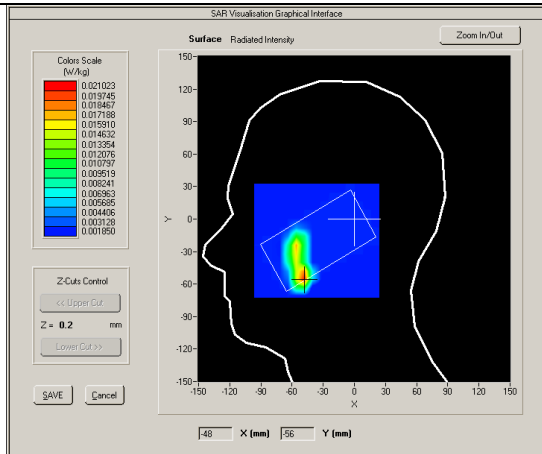 SAR Visualisation Graphical Interface
Surface Radiated Intensity
Zoom In/Out
Colors Scale
(W/kg)
0.021023
0.019745
0.018467
0.017188
0.015910
0.014632
0.013354
0.012076
0.010797
0.009519
0.008241
0.006963
0.005685
0.004406
0.003128
0.001850
Z-Cuts Control
<< Upper Cut
Z = 0.2 mm
Lower Cut >>
SAVE Cancel
150
120
90
60
30
0
-30
-60
-90
-120
-150
Y
-150 -120 -90 -60 -30 0 30 60 90 120 150
X
-48 X (mm) -56 Y (mm)